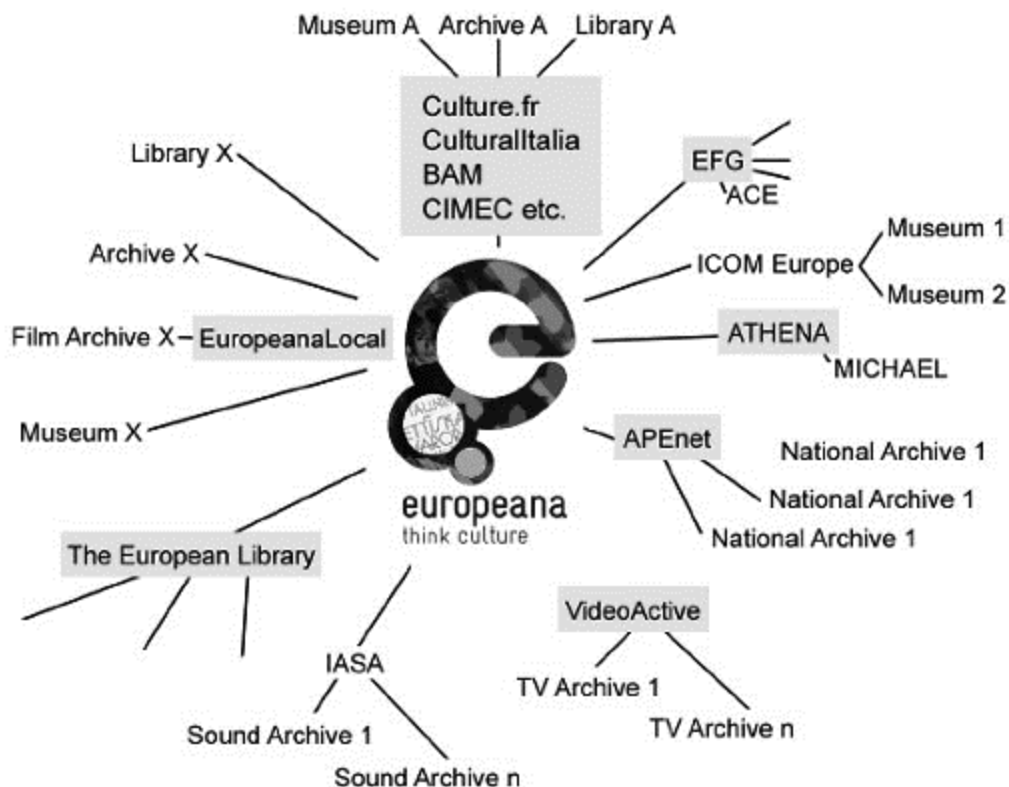 Museum A Archive A Library A
Culture.fr
CulturalItalia
BAM
CIMEC etc.
Library X
EFG
ACE
Museum 1
Archive X
ICOM Europe
Museum 2
Film Archive X
EuropeanaLocal
ATHENA
MICHAEL
Museum X
APEnet
National Archive 1
National Archive 1
National Archive 1
europeana
think culture
The European Library
VideoActive
IASA
TV Archive 1
TV Archive n
Sound Archive 1
Sound Archive n